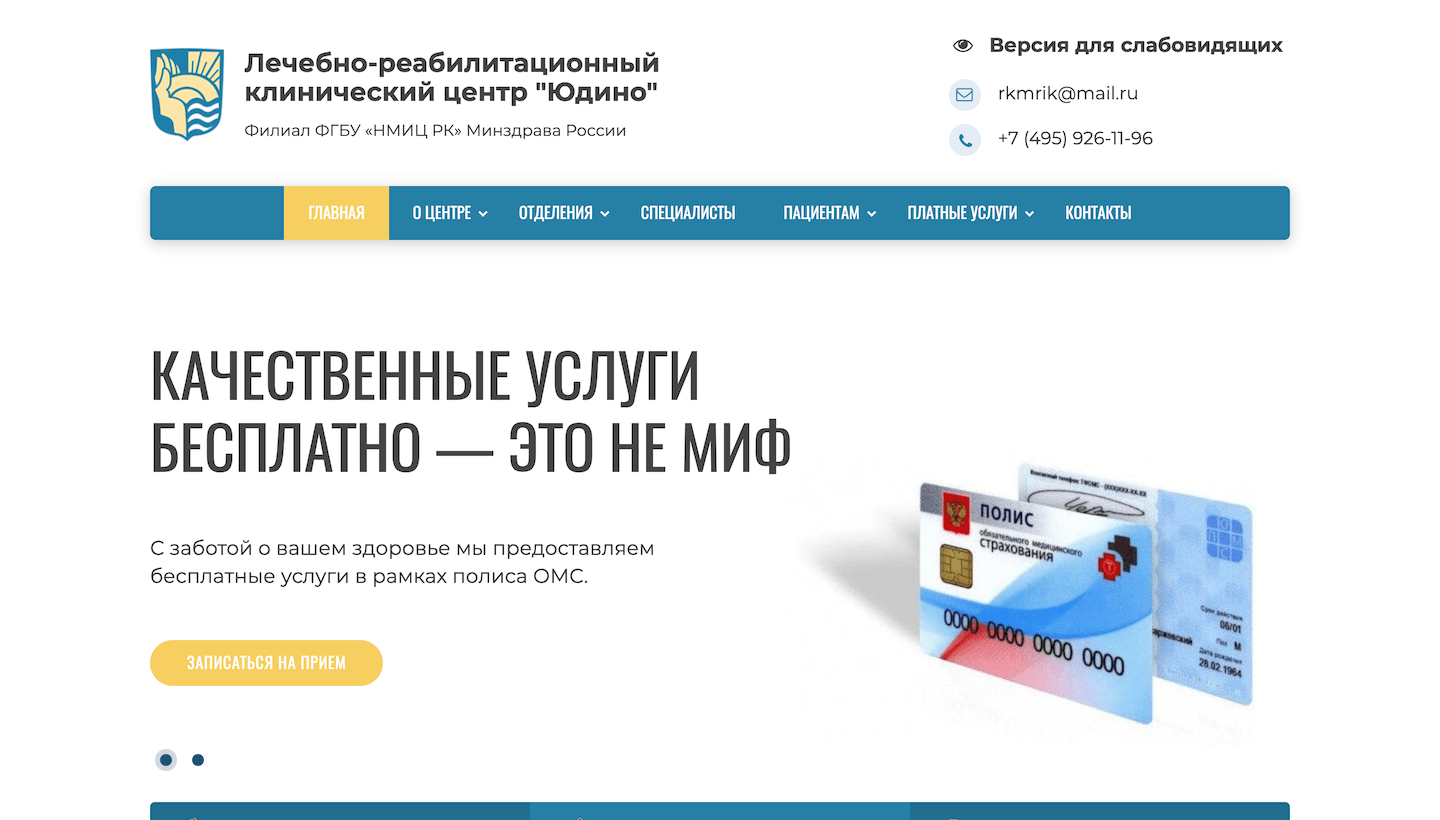 Лечебно-реабилитационный
клинический центр "Юдино"
Филиал ФГБУ «НМИЦ РК» Минздрава России
Версия для слабовидящих
rkmrik@mail.ru
+7 (495) 926-11-96
ГЛАВНАЯ
О ЦЕНТРЕ
ОТДЕЛЕНИЯ
СПЕЦИАЛИСТЫ
ПАЦИЕНТАМ
ПЛАТНЫЕ УСЛУГИ
КОНТАКТЫ
КАЧЕСТВЕННЫЕ УСЛУГИ
БЕСПЛАТНО — ЭТО НЕ МИФ
С заботой о вашем здоровье мы предоставляем
бесплатные услуги в рамках полиса ОМС.
ЗАПИСАТЬСЯ НА ПРИЕМ
ПОЛИС
обязательного медицинского
страхования
0000 0000 0000 0000
Срок действия
06/01
Пол М
Дата рождения
28.02.1964